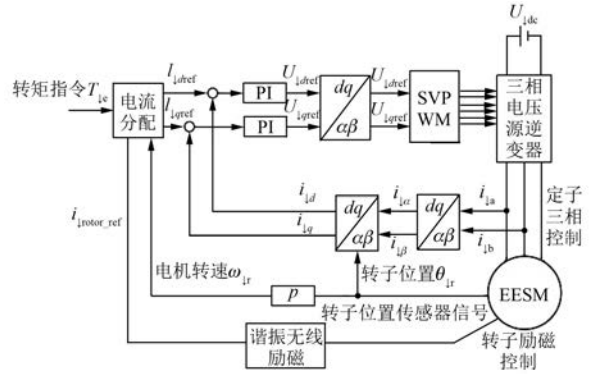 U↓dc
转矩指令T↓e
电流
分配
I↓dref
I↓qref
PI
PI
U↓dref
U↓qref
dq
αβ
U↓dref
U↓qref
SVP
WM
三相
电压
源逆
变器
i↓d
i↓q
dq
αβ
i↓α
i↓β
dq
αβ
i↓a
i↓b
定子
三相
控制
i↓rotor_ref
电机转速ω↓r
转子位置θ↓r
p
转子位置传感器信号
EESM
转子励磁
控制
谐振无线
励磁